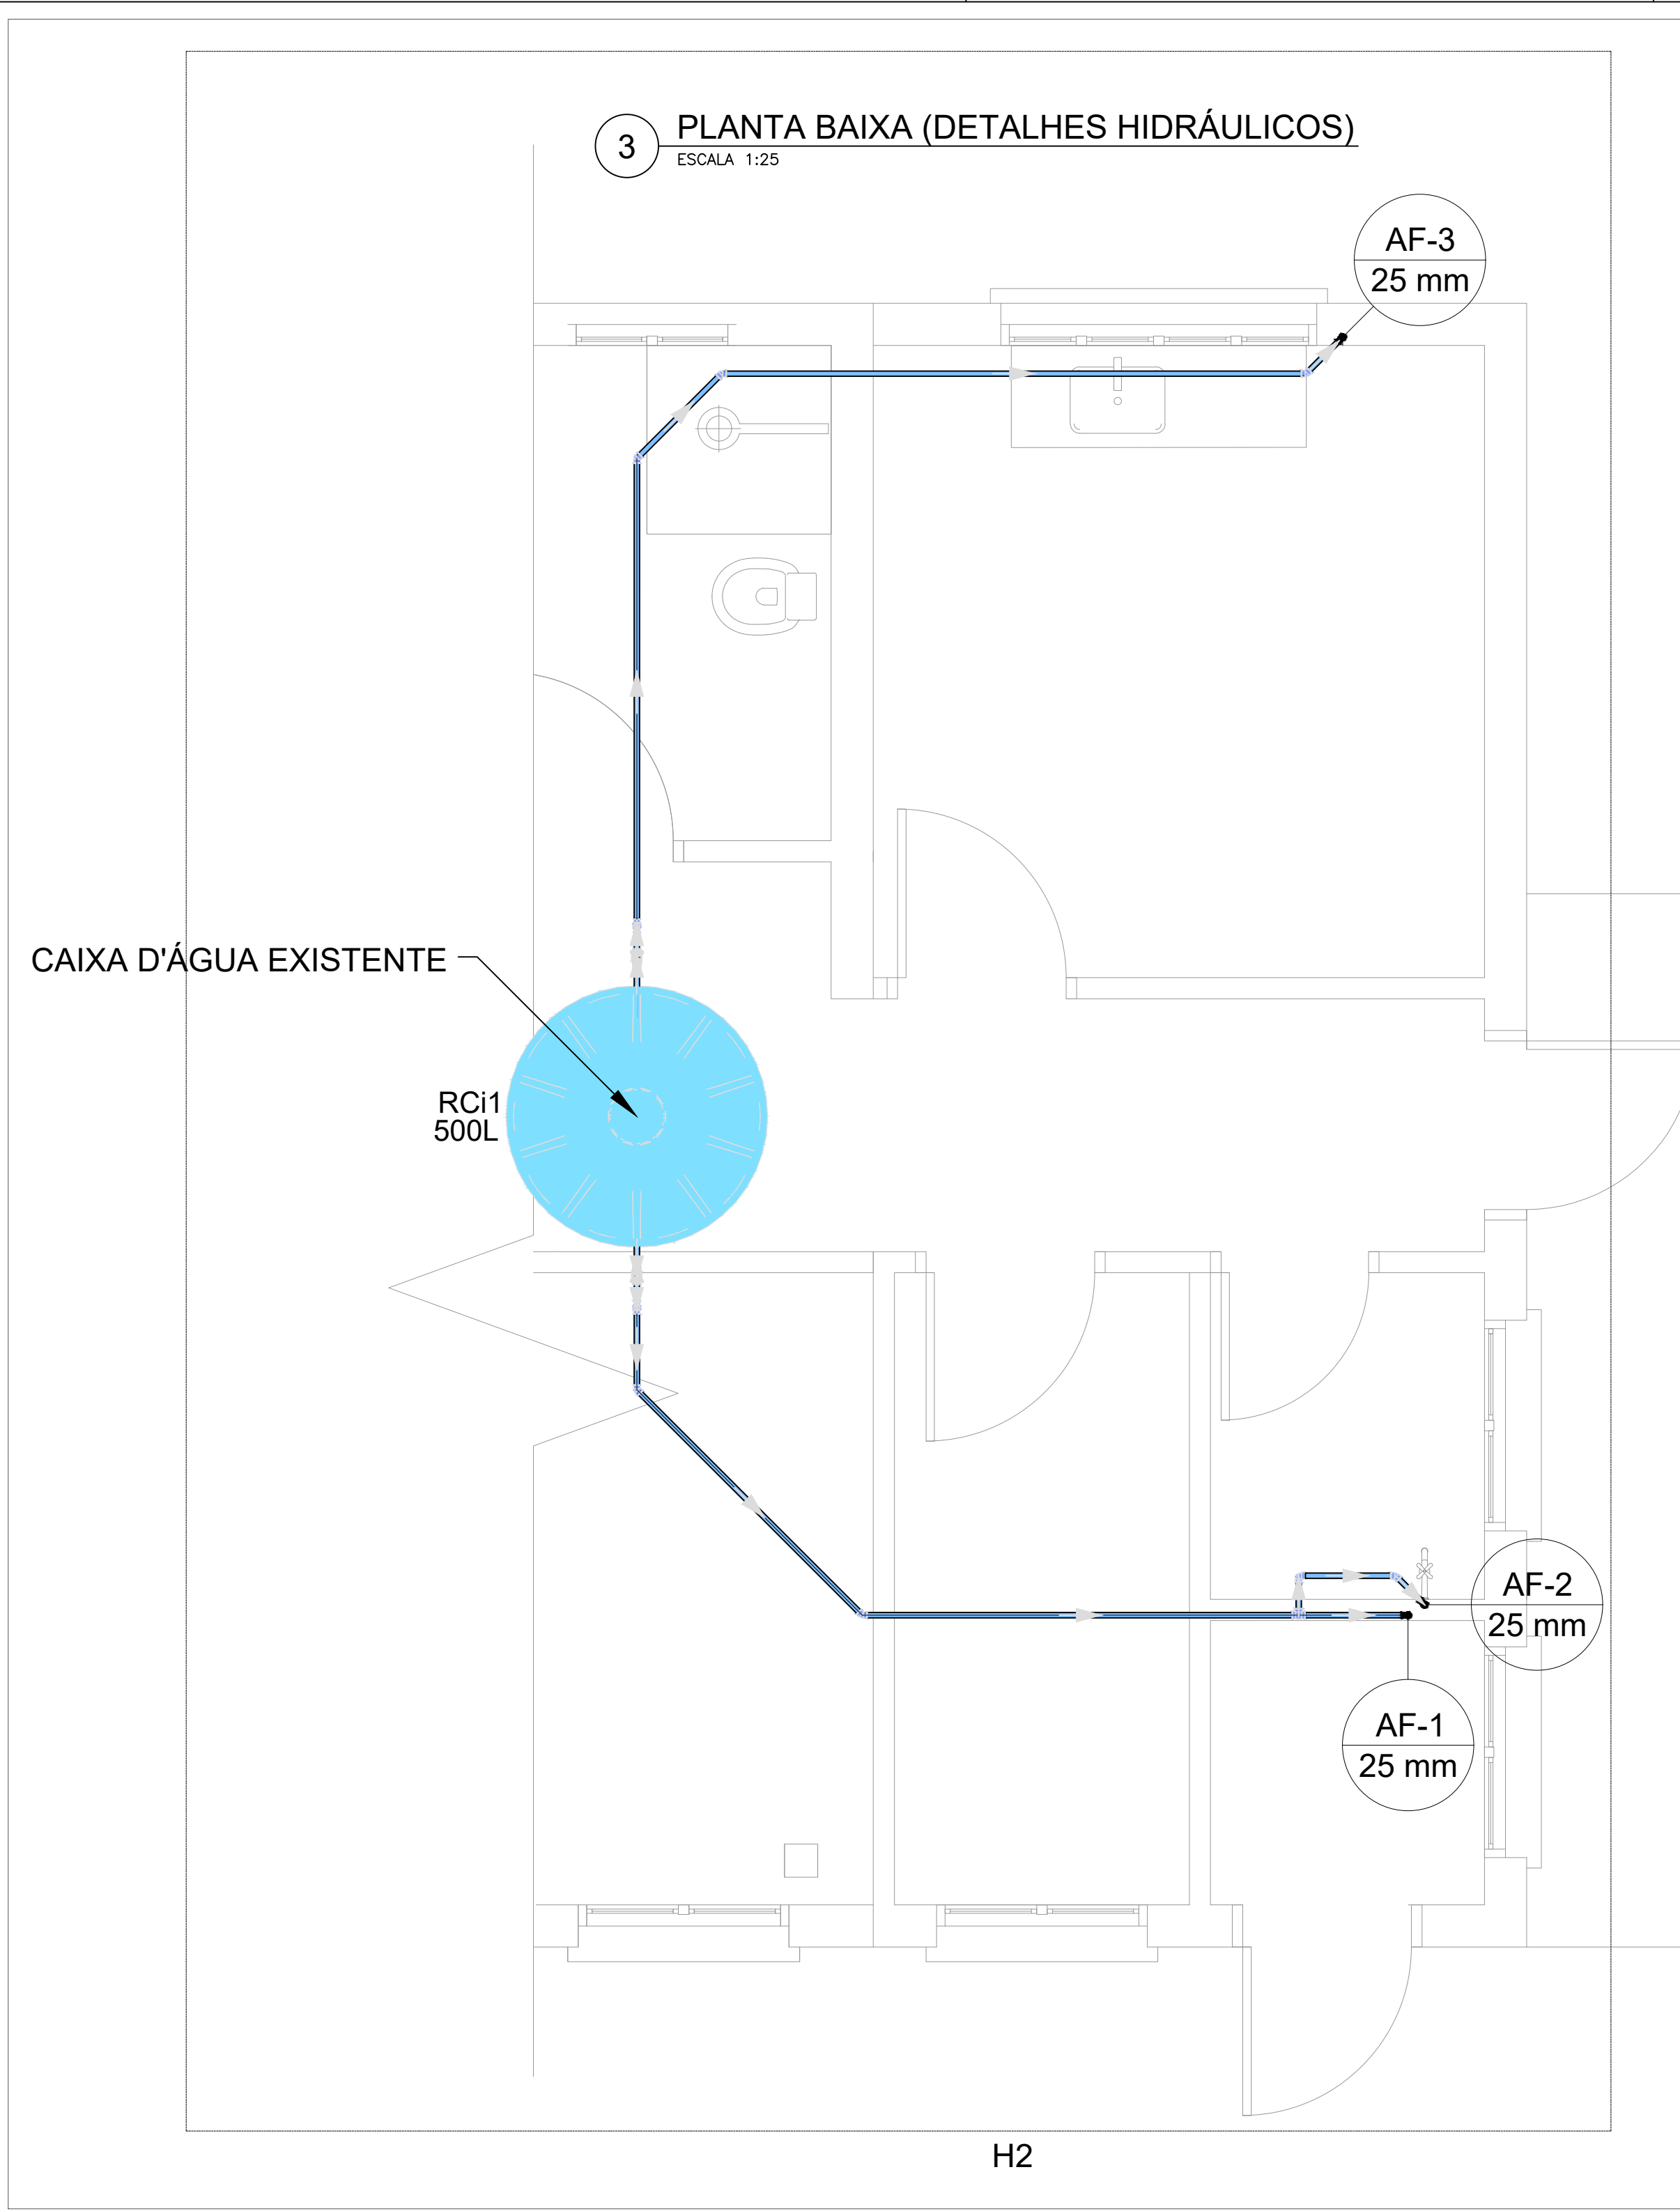 3
PLANTA BAIXA (DETALHES HIDRÁULICOS)
ESCALA 1:25
AF-3
25 mm
CAIXA D'ÁGUA EXISTENTE
RCi1
500L
AF-2
25 mm
AF-1
25 mm
H2